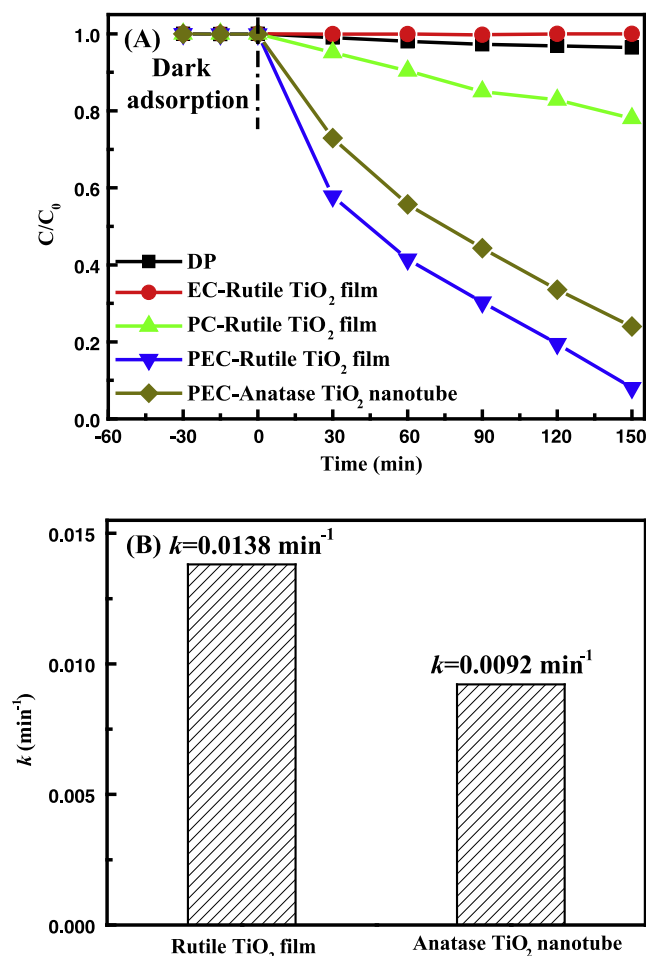 (A)
Dark
adsorption
1.0
0.8
0.6
0.4
0.2
0.0
C/C₀
DP
EC-Rutile TiO₂ film
PC-Rutile TiO₂ film
PEC-Rutile TiO₂ film
PEC-Anatase TiO₂ nanotube
-60 -30 0 30 60 90 120 150
Time (min)
(B) k=0.0138 min⁻¹
k=0.0092 min⁻¹
0.015
0.010
0.005
0.000
k (min⁻¹)
Rutile TiO₂ film Anatase TiO₂ nanotube